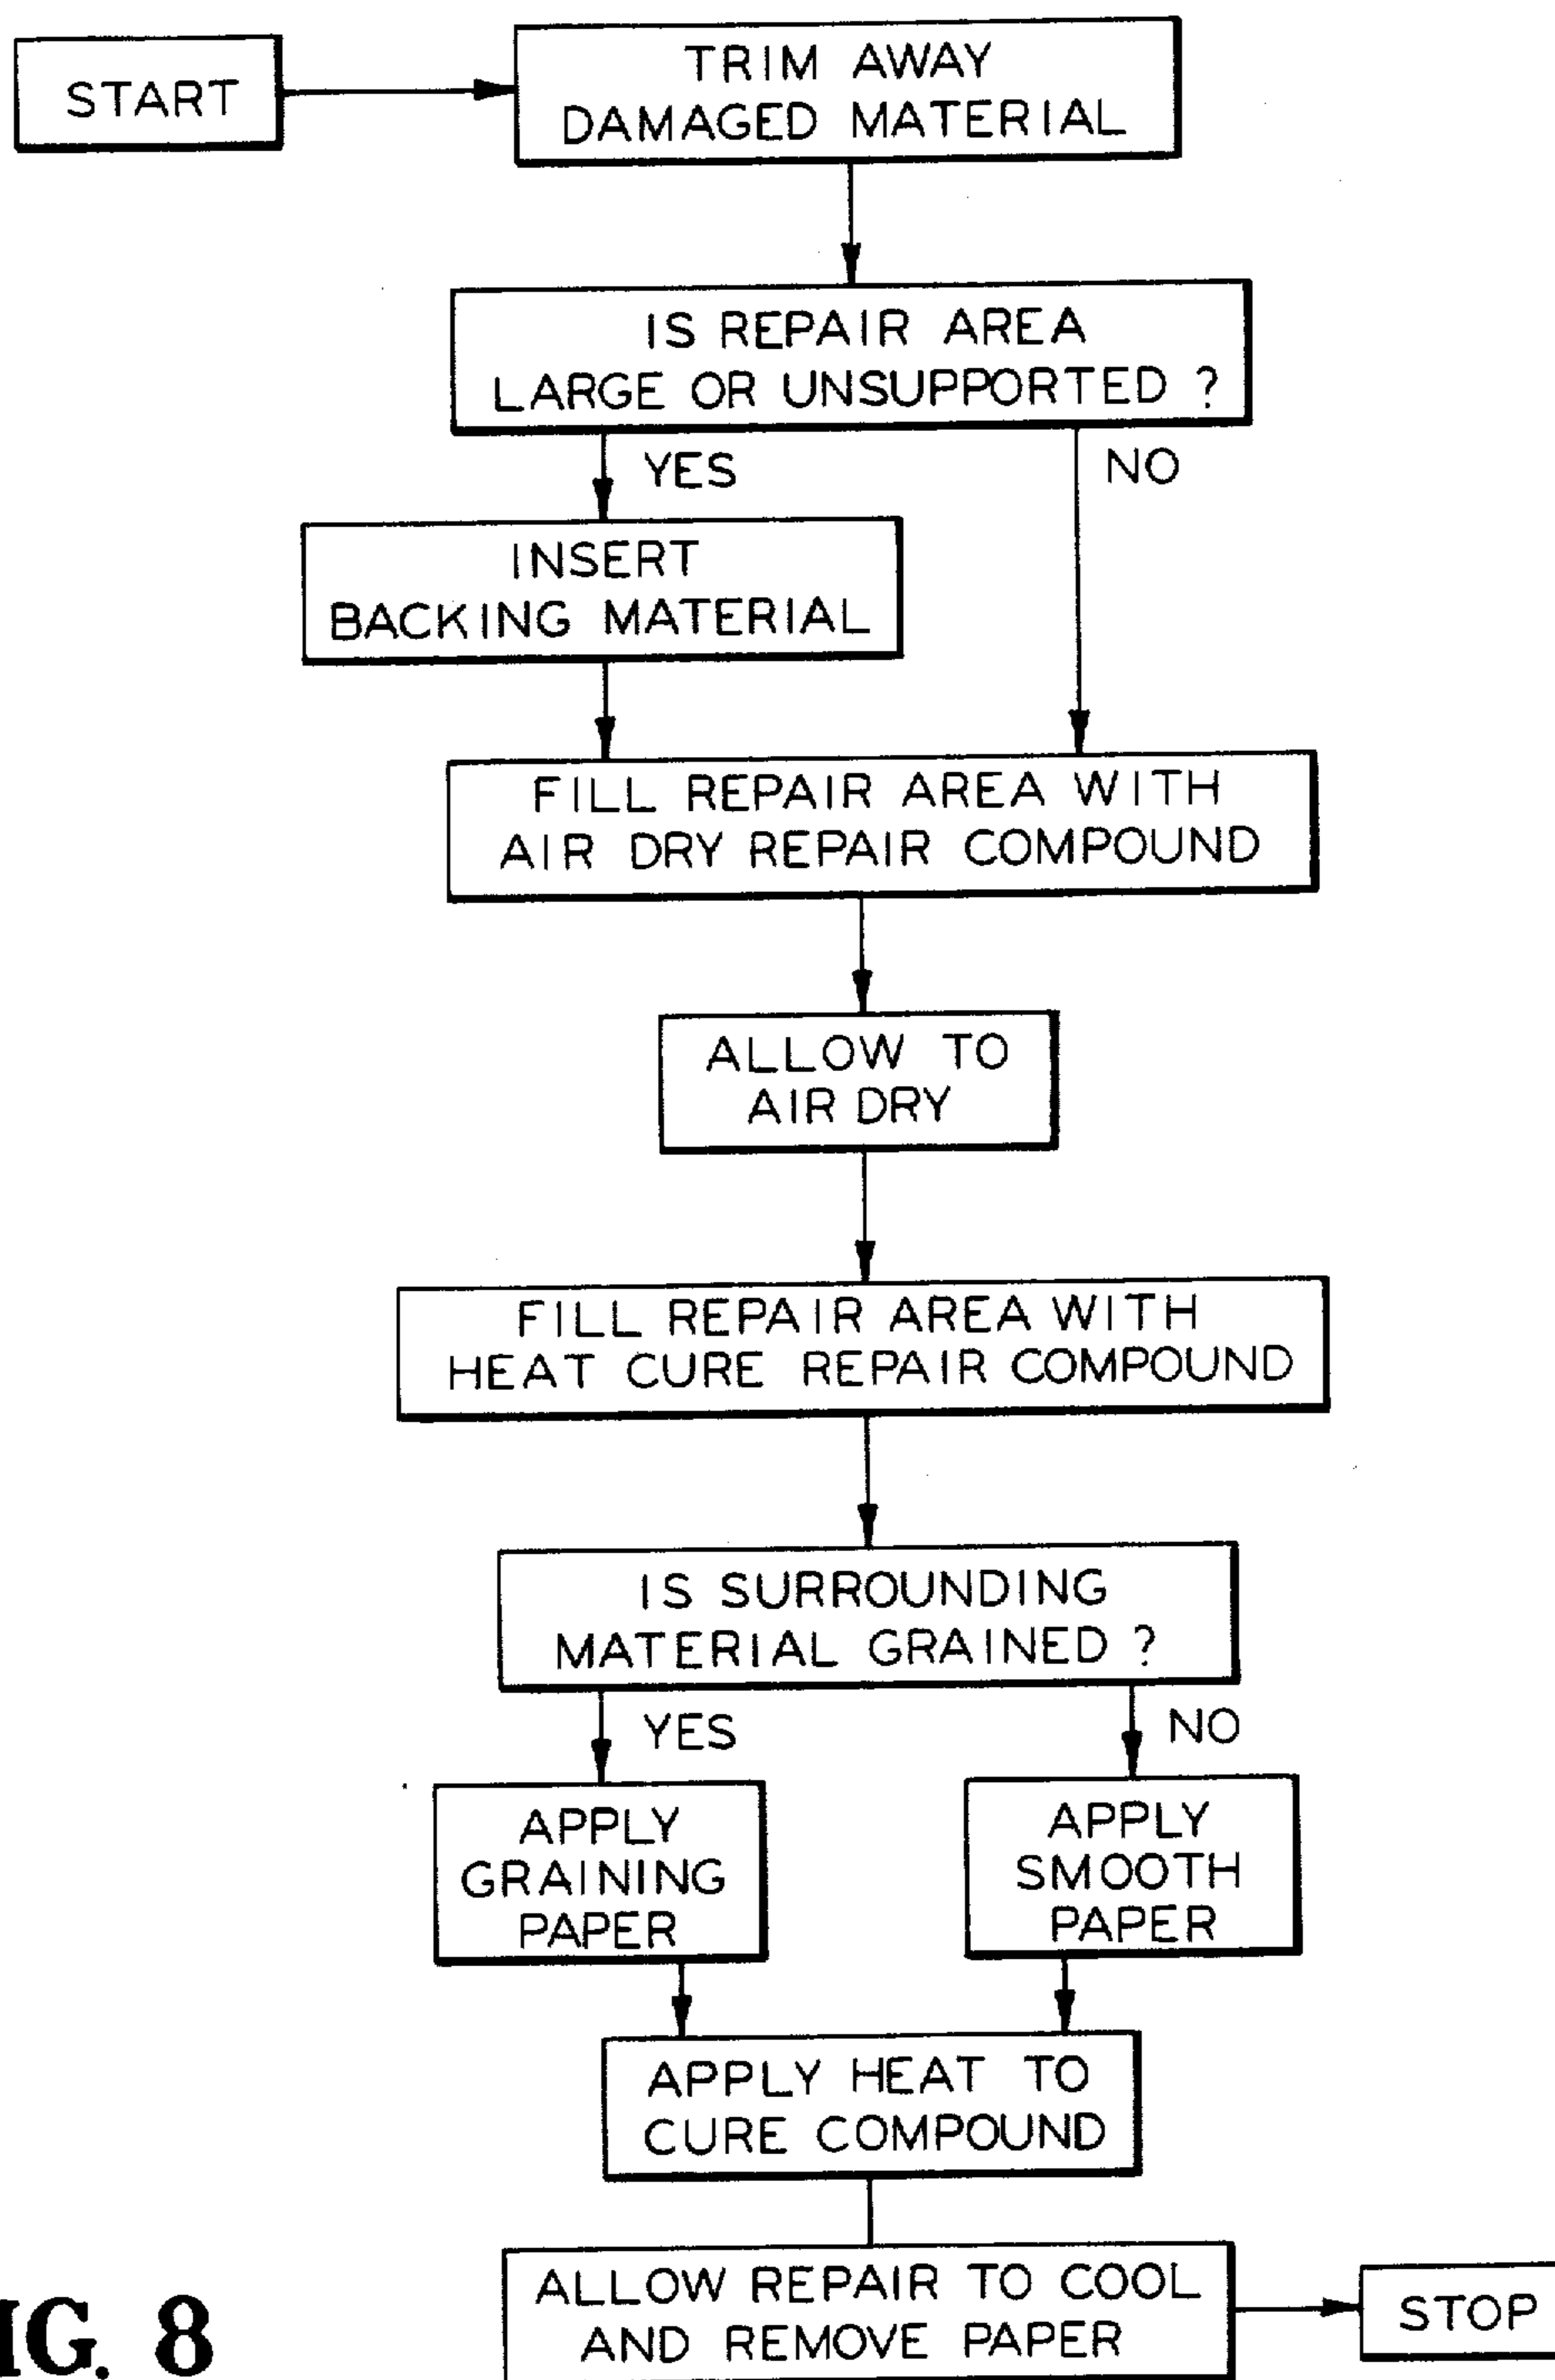 START
TRIM AWAY
DAMAGED MATERIAL
IS REPAIR AREA
LARGE OR UNSUPPORTED ?
YES
NO
INSERT
BACKING MATERIAL
FILL REPAIR AREA WITH
AIR DRY REPAIR COMPOUND
ALLOW TO
AIR DRY
FILL REPAIR AREA WITH
HEAT CURE REPAIR COMPOUND
IS SURROUNDING
MATERIAL GRAINED ?
YES
NO
APPLY
GRAINING
PAPER
APPLY
SMOOTH
PAPER
APPLY HEAT TO
CURE COMPOUND
ALLOW REPAIR TO COOL
AND REMOVE PAPER
STOP
IG. 8